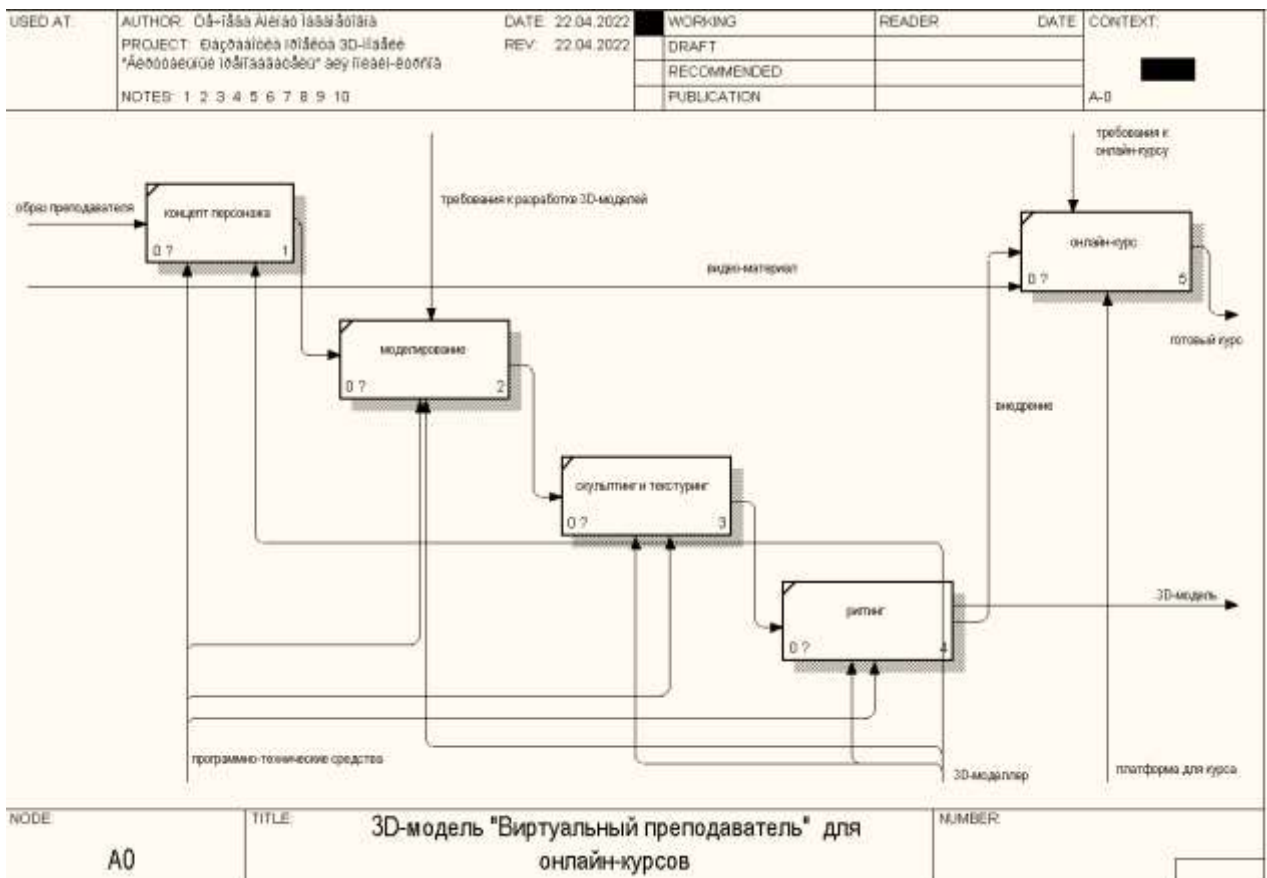 USED AT:
AUTHOR:
DATE: 22.04.2022
PROJECT:
REV: 22.04.2022
NOTES: 1 2 3 4 5 6 7 8 9 10
WORKING
DRAFT
RECOMMENDED
PUBLICATION
READER
DATE
CONTEXT:
A-0
образ преподавателя
концепт персонажа
0 ?
1
требования к разработке 3D-моделей
видео-материал
требования к
онлайн-курсу
онлайн-курс
0 ?
5
готовый курс
моделирование
0 ?
2
внедрение
скульптинг и текстуринг
0 ?
3
риггинг
0 ?
4
3D-модель
программно-технические средства
3D-моделлер
платформа для курса
NODE:
A0
TITLE:
3D-модель "Виртуальный преподаватель" для
онлайн-курсов
NUMBER: